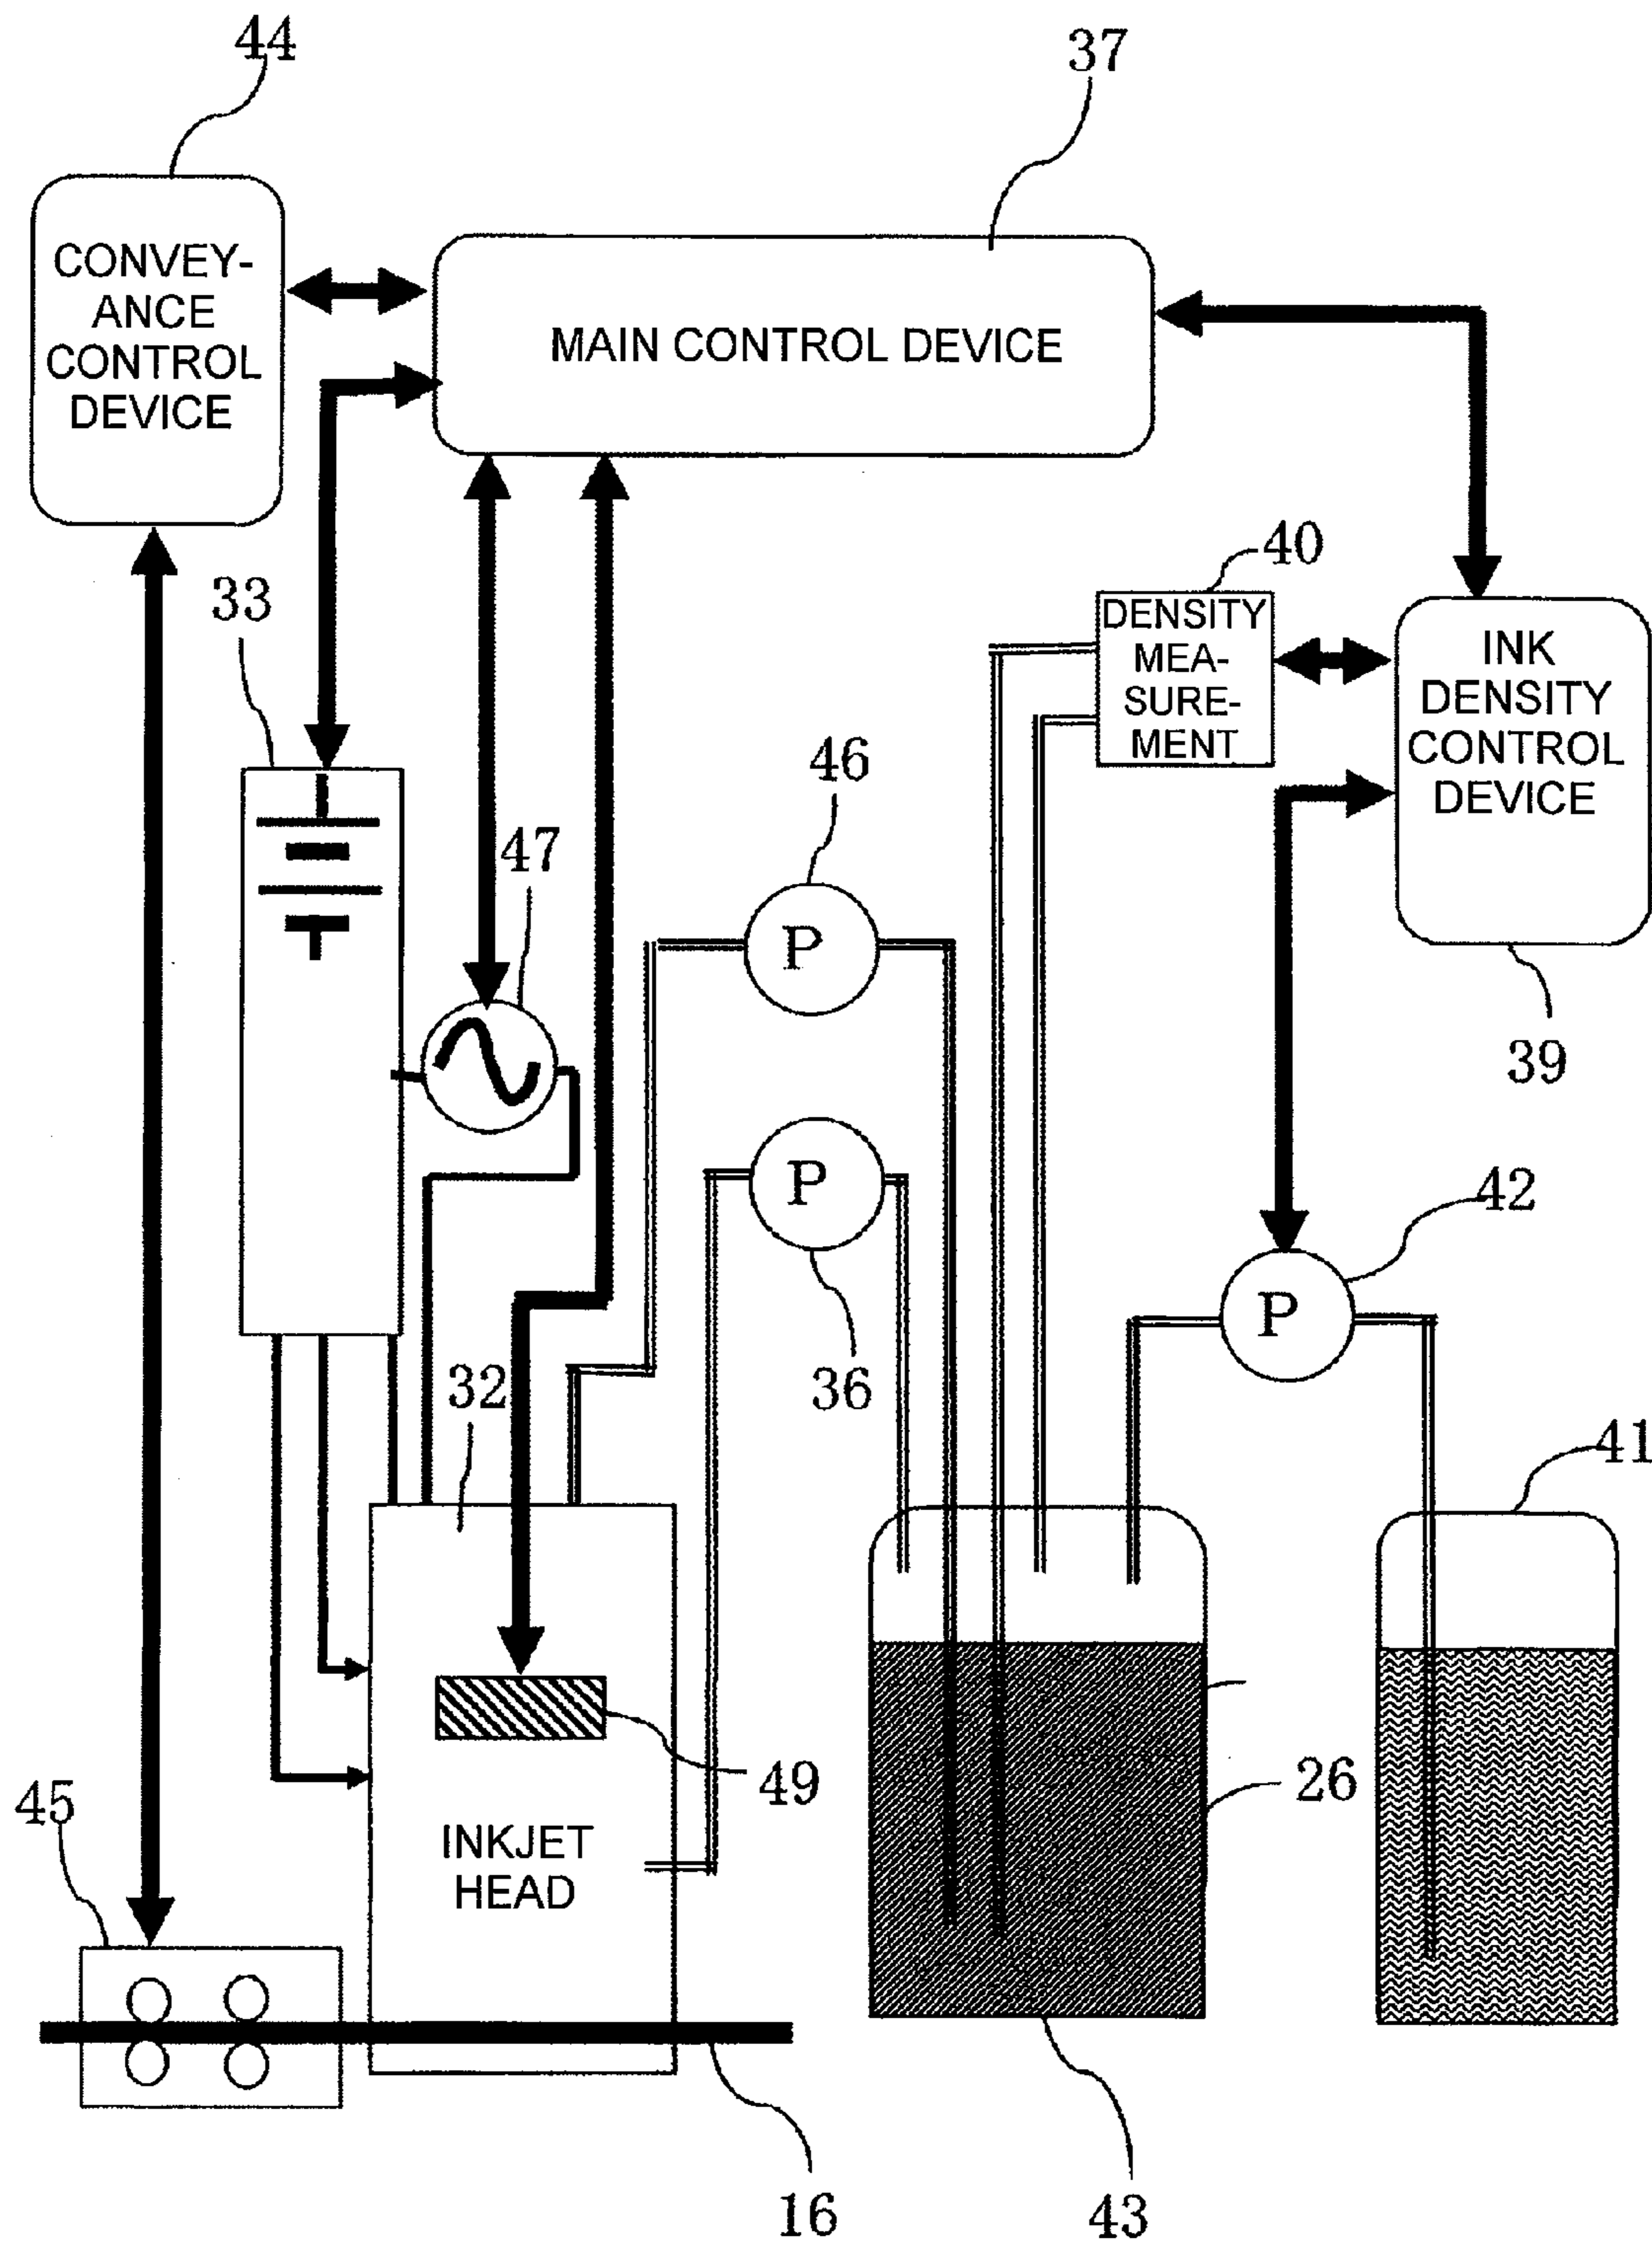 44
37
CONVEY-
ANCE
CONTROL
DEVICE
MAIN CONTROL DEVICE
40
33
DENSITY
MEA-
SURE-
MENT
INK
DENSITY
CONTROL
DEVICE
46
47
P
39
P
42
36
P
32
41
49
26
45
INKJET
HEAD
16
43